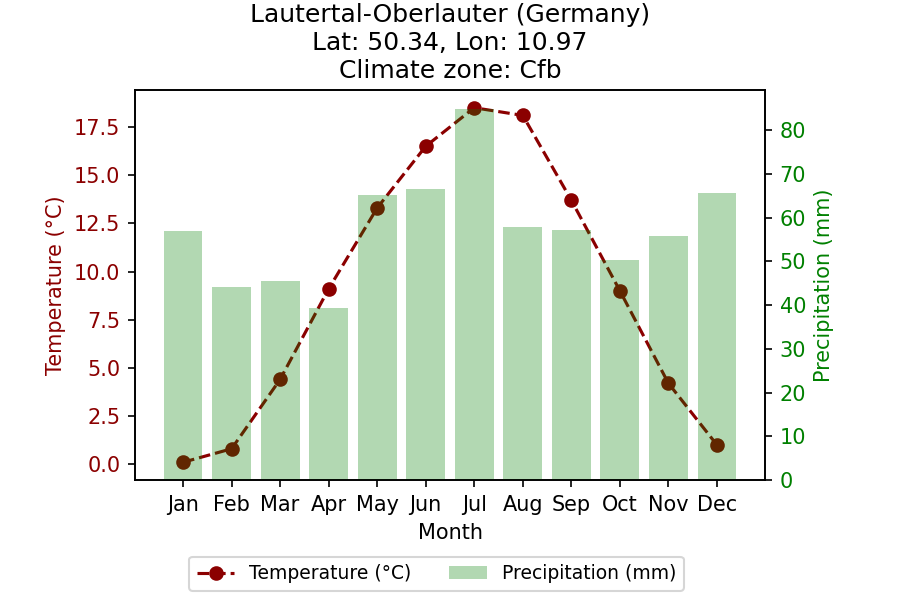 Lautertal-Oberlauter (Germany)
Lat: 50.34, Lon: 10.97
Climate zone: Cfb
Temperature (°C)
17.5
15.0
12.5
10.0
7.5
5.0
2.5
0.0
80
70
60
50
40
30
20
10
0
Precipitation (mm)
Jan Feb Mar Apr May Jun Jul Aug Sep Oct Nov Dec
Month
Temperature (°C) Precipitation (mm)